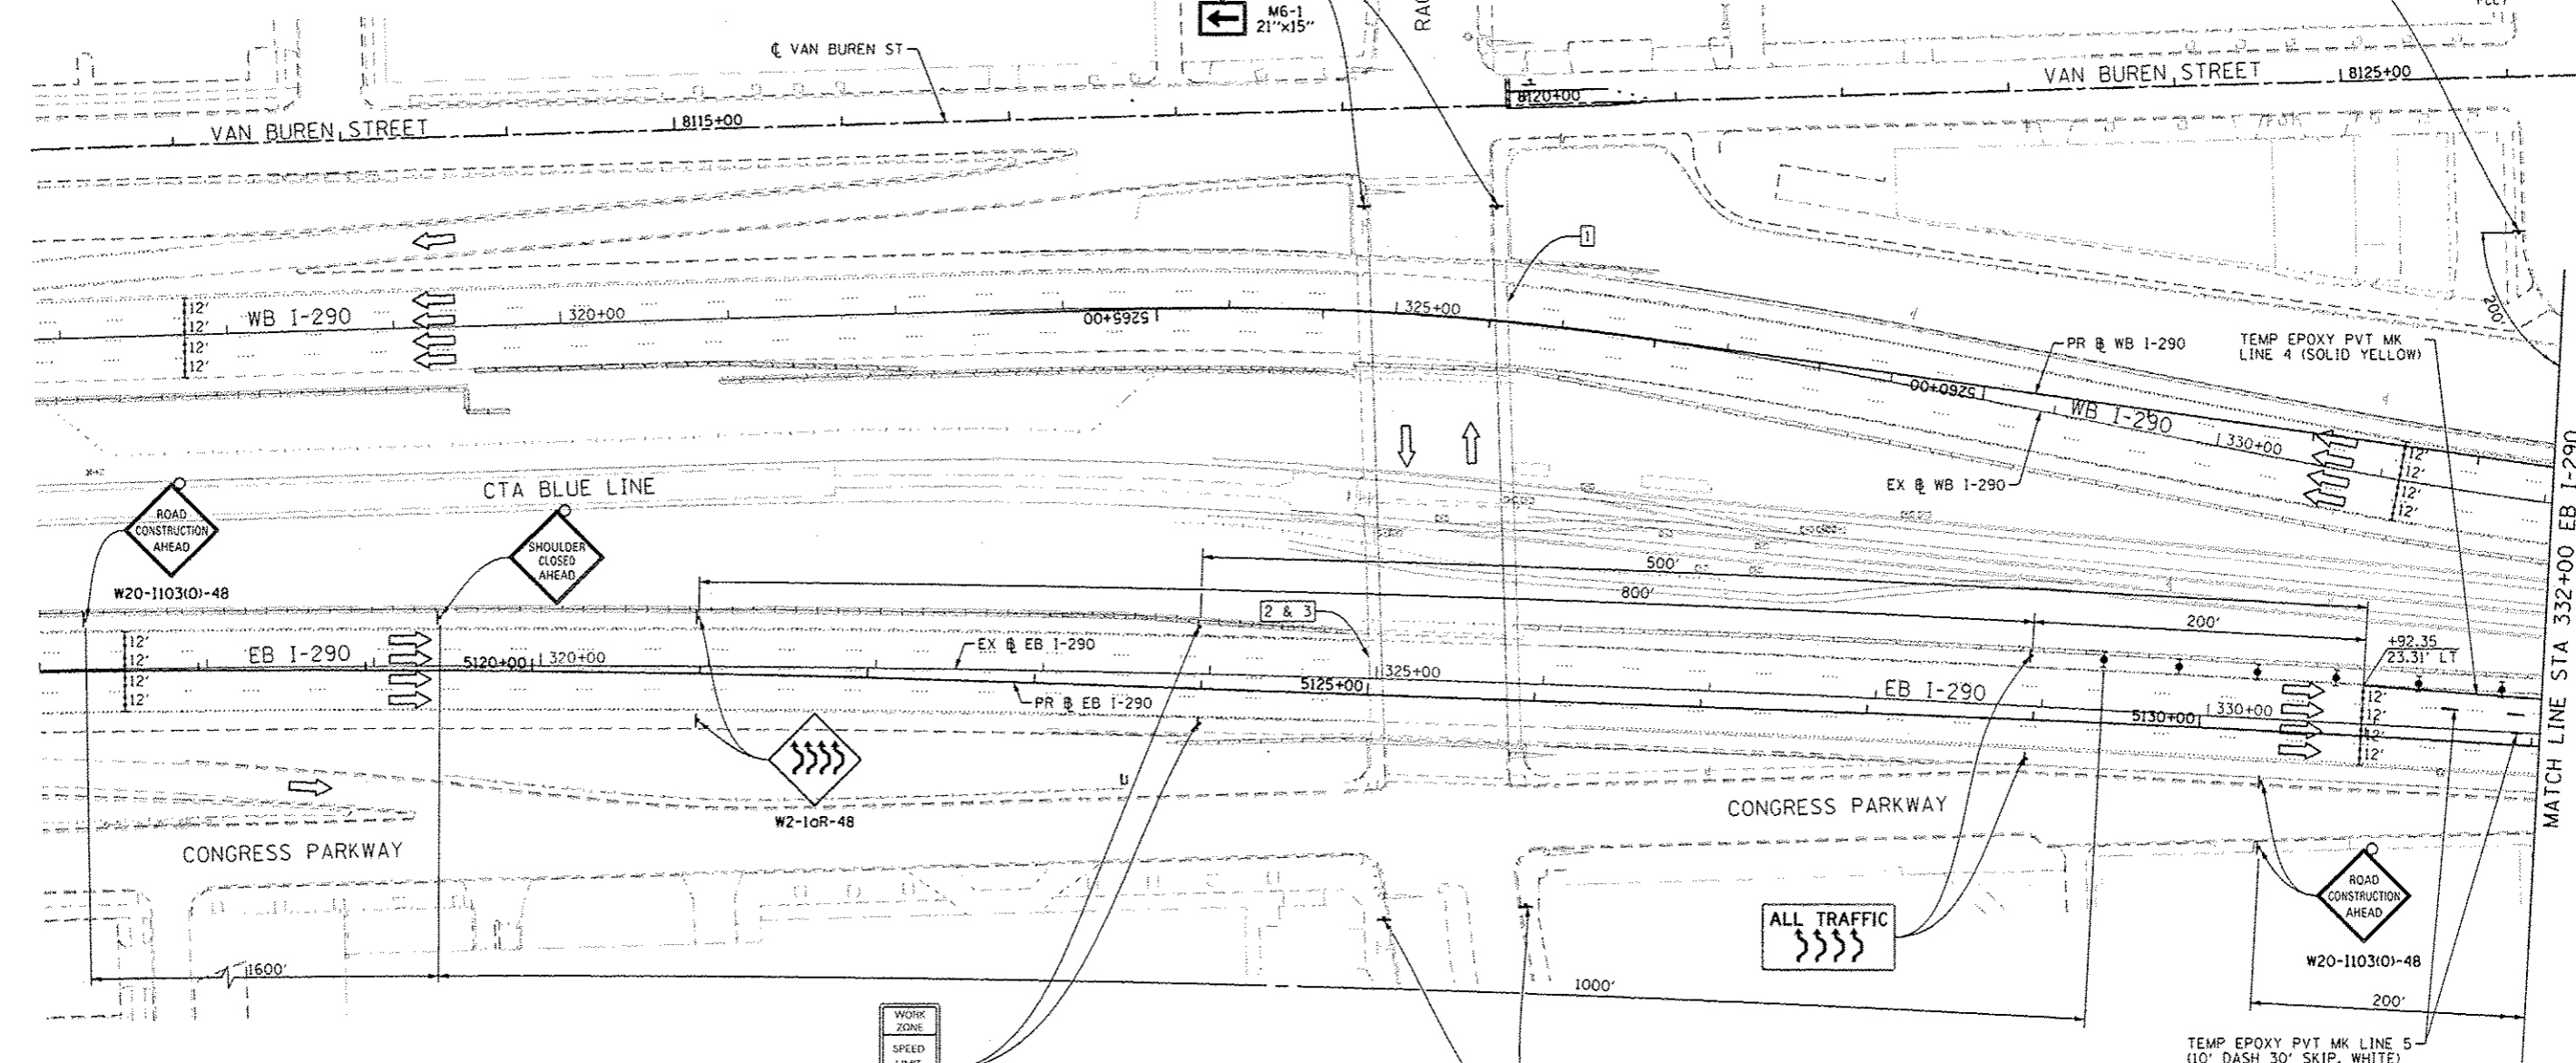 M6-1
21"x15"
℄ VAN BUREN ST
VAN BUREN STREET
8115+00
8120+00
VAN BUREN STREET
8125+00
1
12'
12'
12'
12'
WB I-290
320+00
5265+00
325+00
PR ⅊ WB I-290
TEMP EPOXY PVT MK
LINE 4 (SOLID YELLOW)
200'
5260+00
WB I-290
330+00
12'
12'
12'
12'
EX ⅊ WB I-290
CTA BLUE LINE
ROAD
CONSTRUCTION
AHEAD
W20-1103(0)-48
SHOULDER
CLOSED
AHEAD
500'
800'
200'
2 & 3
+92.35
23.31' LT
12'
12'
12'
12'
EB I-290
5120+00
320+00
EX ⅊ EB I-290
PR ⅊ EB I-290
5125+00
325+00
EB I-290
5130+00
330+00
12'
12'
12'
12'
MATCH LINE STA 332+00 EB I-290
W2-1aR-48
CONGRESS PARKWAY
CONGRESS PARKWAY
ALL TRAFFIC
ROAD
CONSTRUCTION
AHEAD
W20-1103(0)-48
1600'
1000'
200'
WORK
ZONE
SPEED
LIMIT
TEMP EPOXY PVT MK LINE 5
(10' DASH 30' SKIP, WHITE)